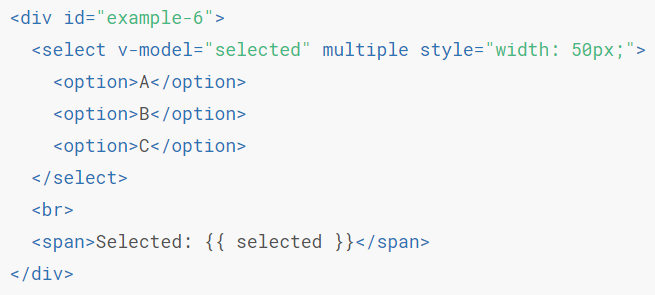 <div id="example-6">
  <select v-model="selected" multiple style="width: 50px;">
    <option>A</option>
    <option>B</option>
    <option>C</option>
  </select>
  <br>
  <span>Selected: {{ selected }}</span>
</div>